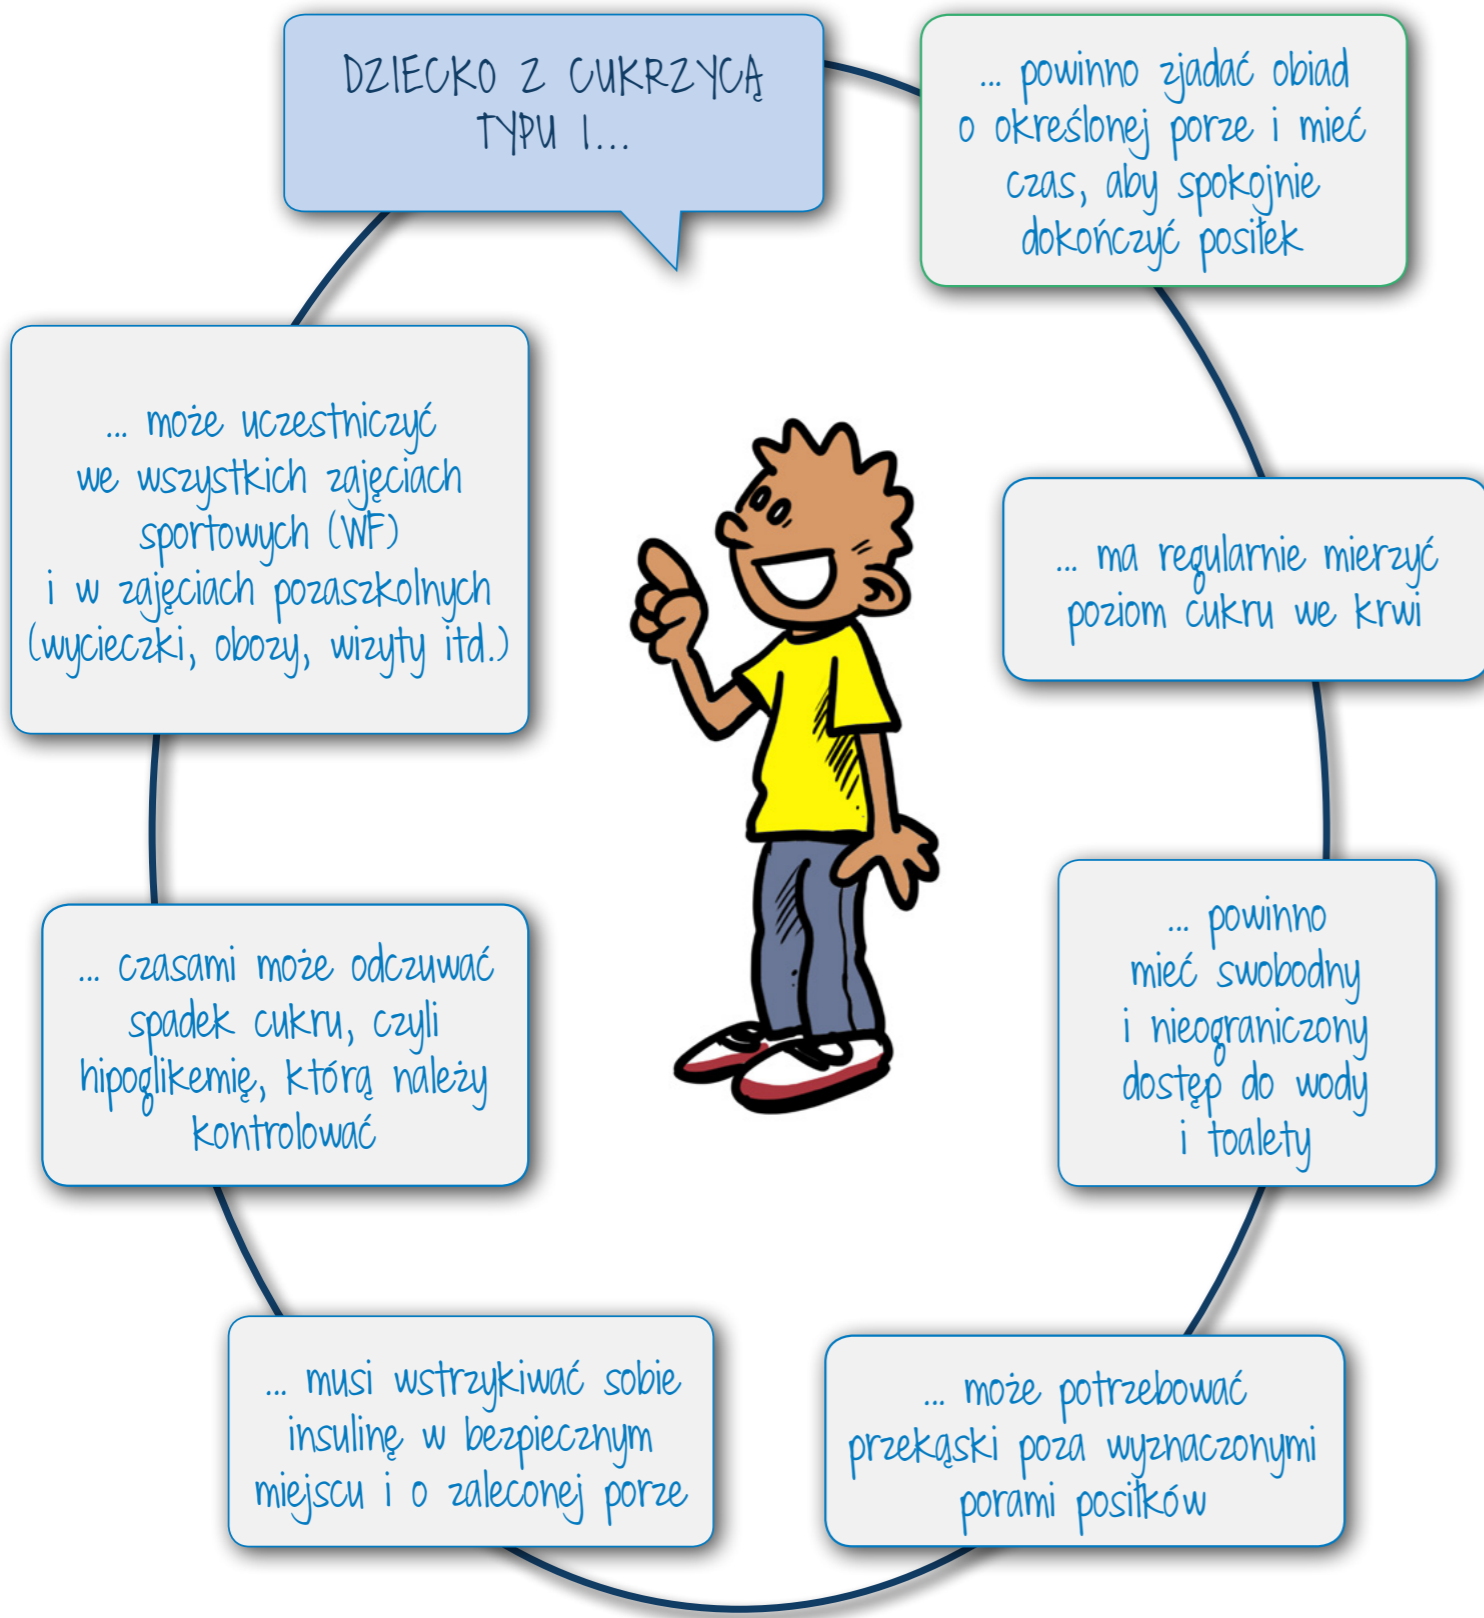 DZIECKO Z CUKRZYCĄ
TYPU 1...
... powinno zjadać obiad
o określonej porze i mieć
czas, aby spokojnie
dokończyć posiłek
... ma regularnie mierzyć
poziom cukru we krwi
... powinno
mieć swobodny
i nieograniczony
dostęp do wody
i toalety
... może potrzebować
przekąski poza wyznaczonymi
porami posiłków
... musi wstrzykiwać sobie
insulinę w bezpiecznym
miejscu i o zaleconej porze
... czasami może odczuwać
spadek cukru, czyli
hipoglikemię, którą należy
kontrolować
... może uczestniczyć
we wszystkich zajęciach
sportowych (WF)
i w zajęciach pozaszkolnych
(wycieczki, obozy, wizyty itd.)